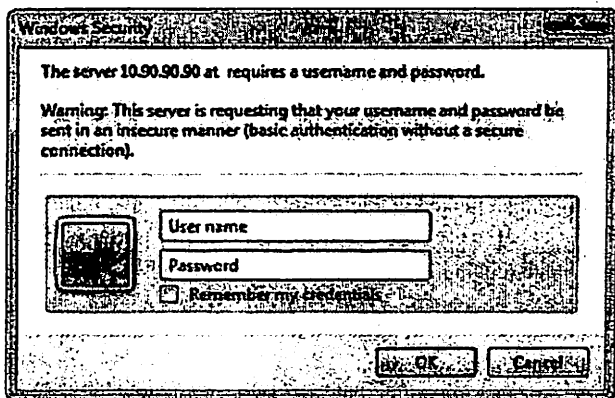 Windows Security
The server 10.90.90.90 at requires a username and password.
Warning: This server is requesting that your username and password be
sent in an insecure manner (basic authentication without a secure
connection).
User name
Password
Remember my credentials
OK
Cancel